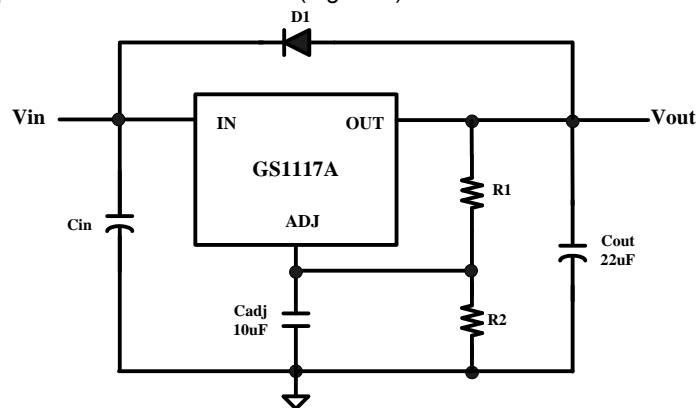 D1
Vin
IN
OUT
Vout
GS1117A
R1
ADJ
Cin
Cout
22uF
Cadj
10uF
R2